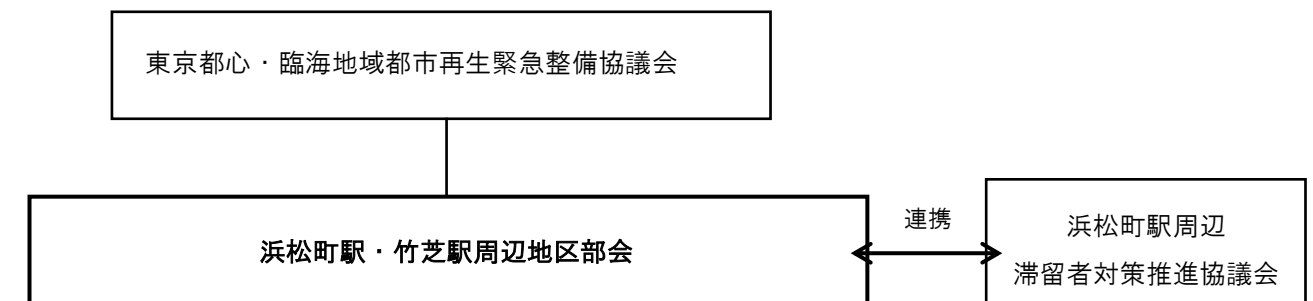 東京都心・臨海地域都市再生緊急整備協議会
浜松町駅・竹芝駅周辺地区部会
連携
浜松町駅周辺
滞留者対策推進協議会